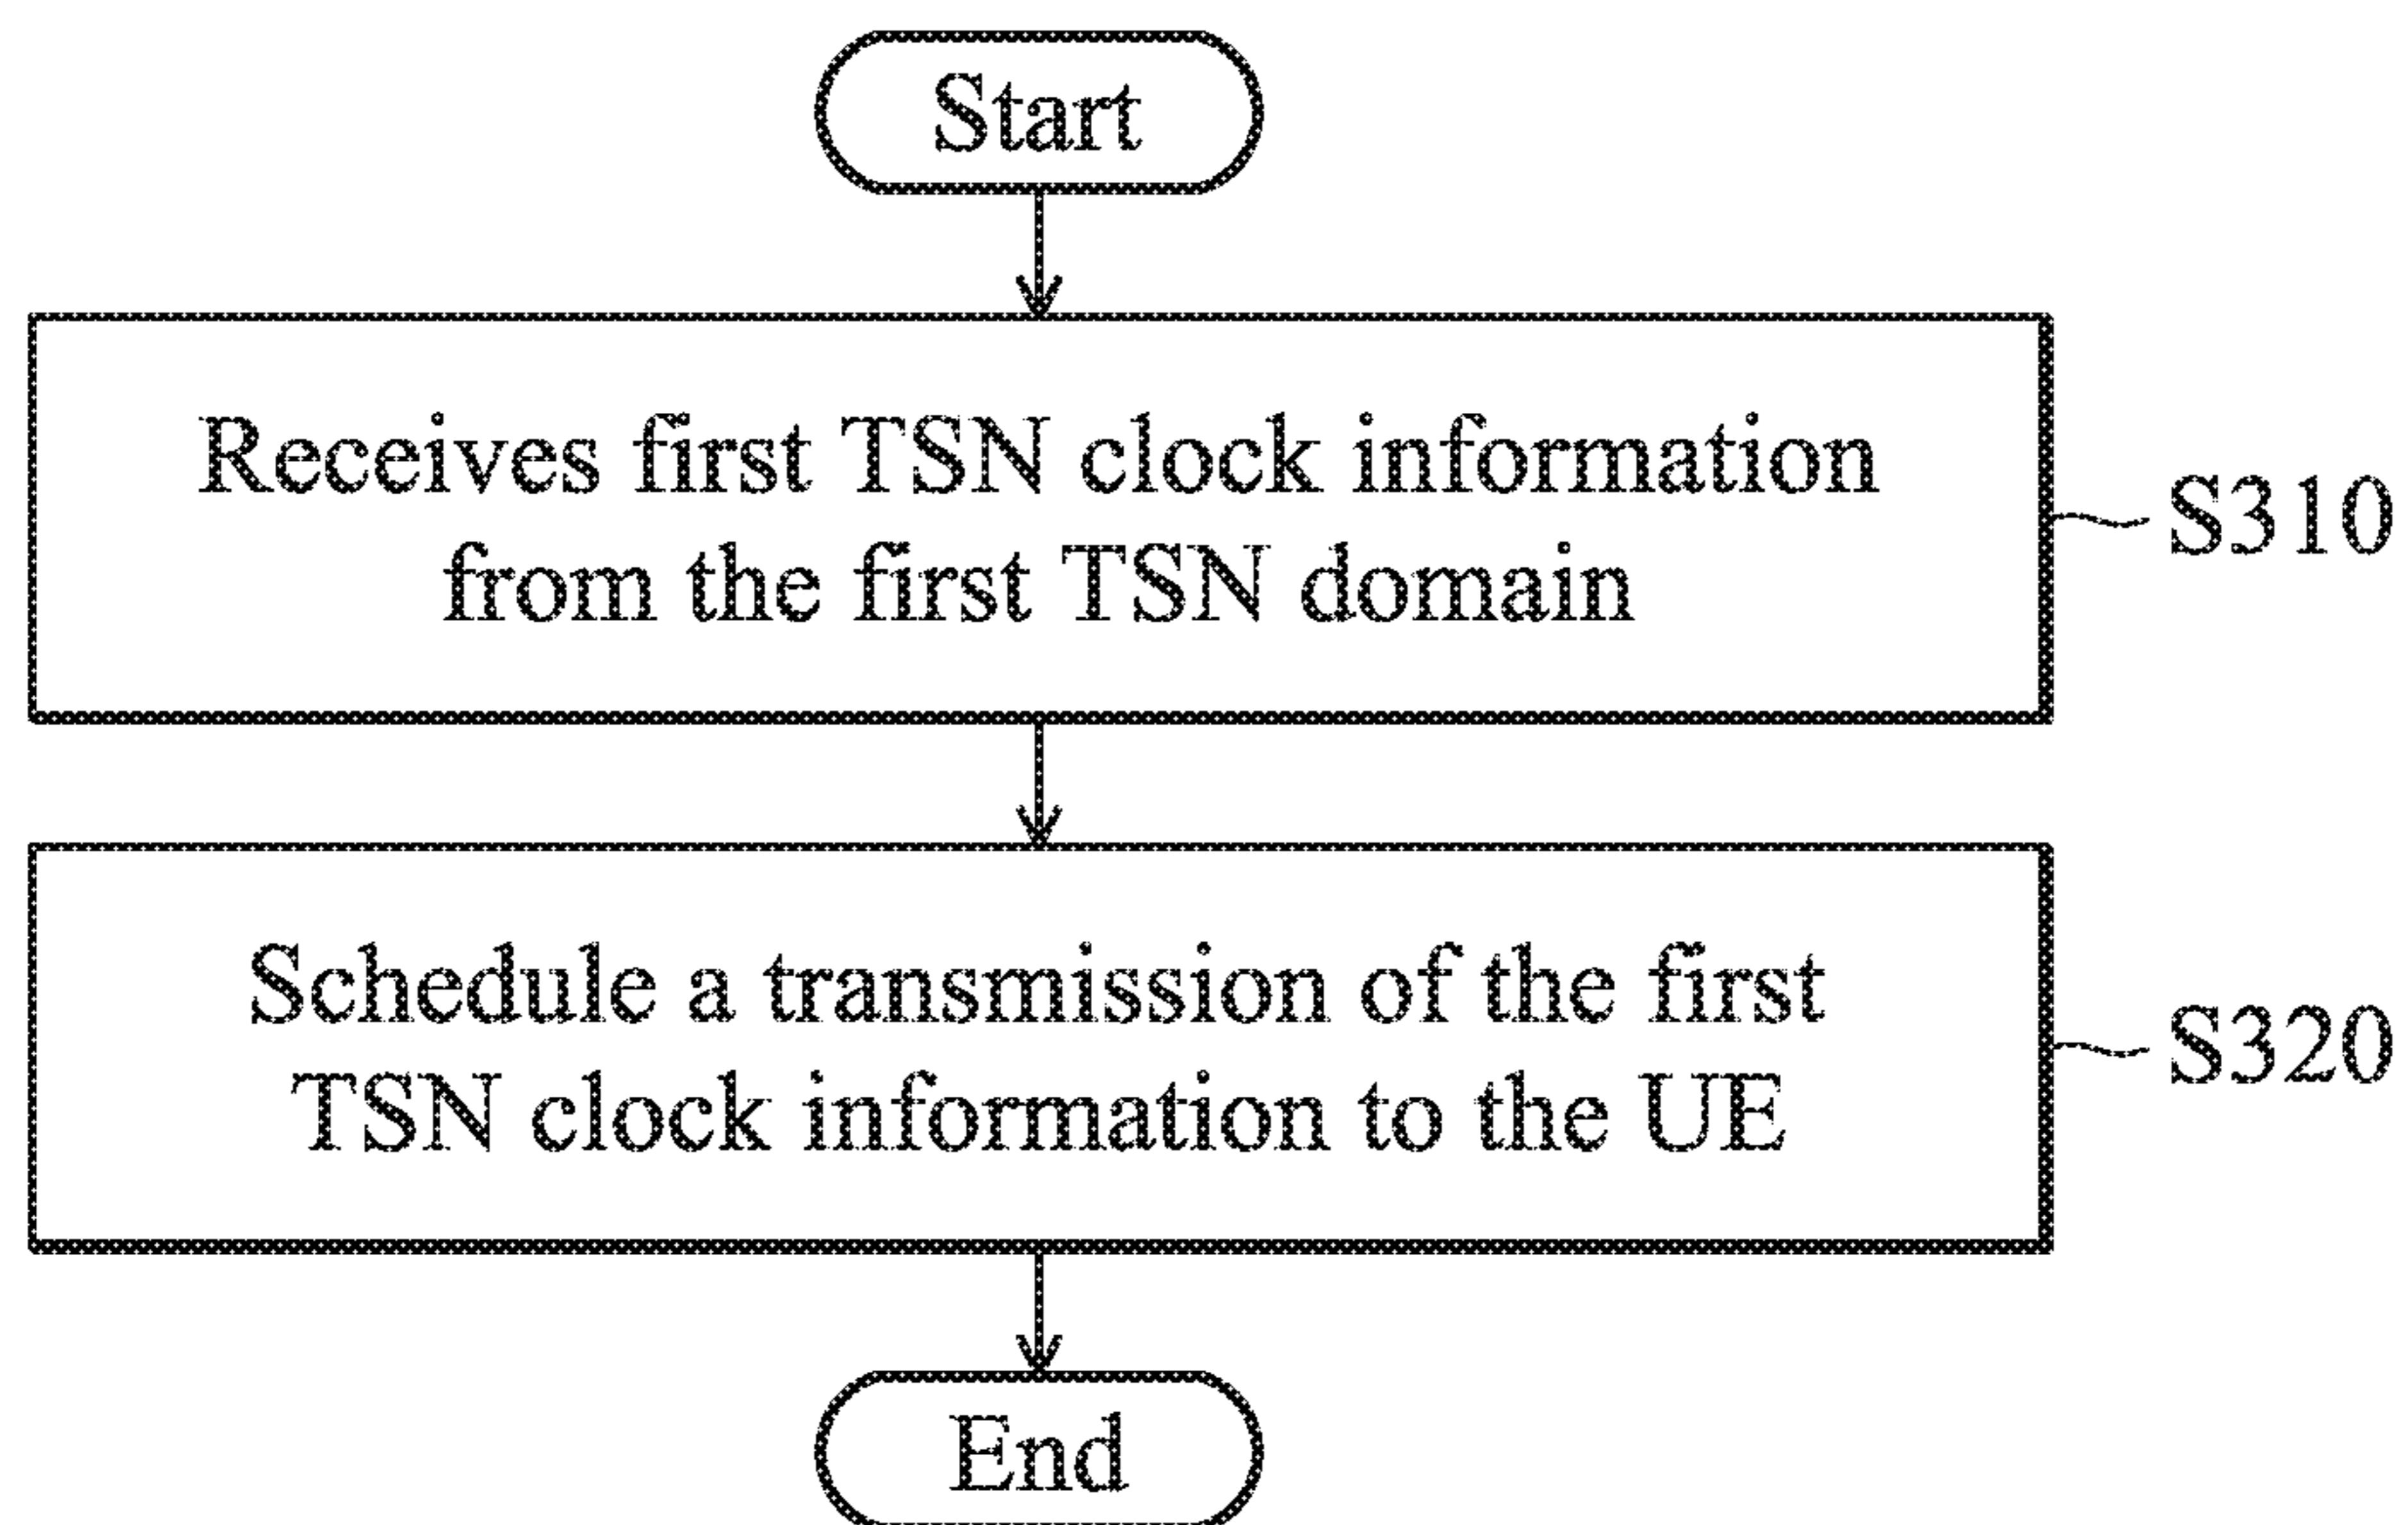 Start
Receives first TSN clock information
from the first TSN domain
S310
Schedule a transmission of the first
TSN clock information to the UE
S320
End